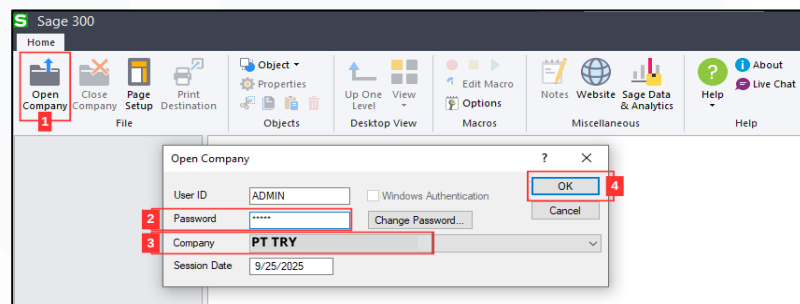 S Sage 300
Home
Open Company
Close Company
Page Setup
Print Destination
File
Object
Properties
Objects
Up One Level
View
Desktop View
Edit Macro
Options
Macros
Notes
Website
Sage Data & Analytics
Miscellaneous
Help
About
Live Chat
Help
1
Open Company ? X
User ID ADMIN Windows Authentication
2 Password ***** Change Password...
3 Company PT TRY
Session Date 9/25/2025
OK 4
Cancel